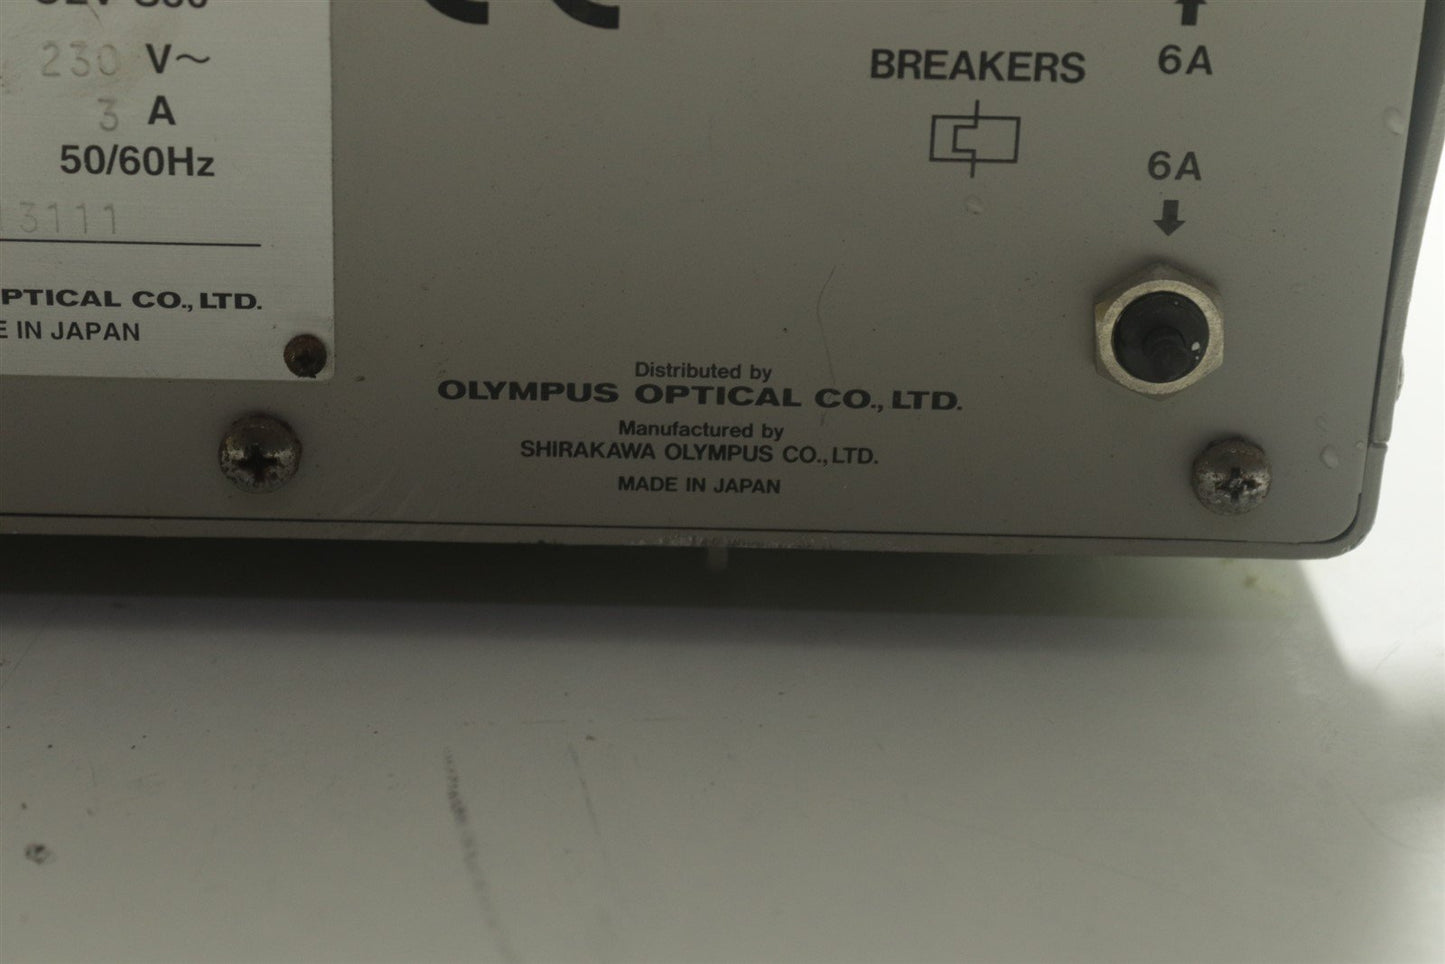 230 V~
3 A
50/60Hz
3111
PTICAL CO., LTD.
E IN JAPAN
BREAKERS
6A
6A
Distributed by
OLYMPUS OPTICAL CO., LTD.
Manufactured by
SHIRAKAWA OLYMPUS CO., LTD.
MADE IN JAPAN